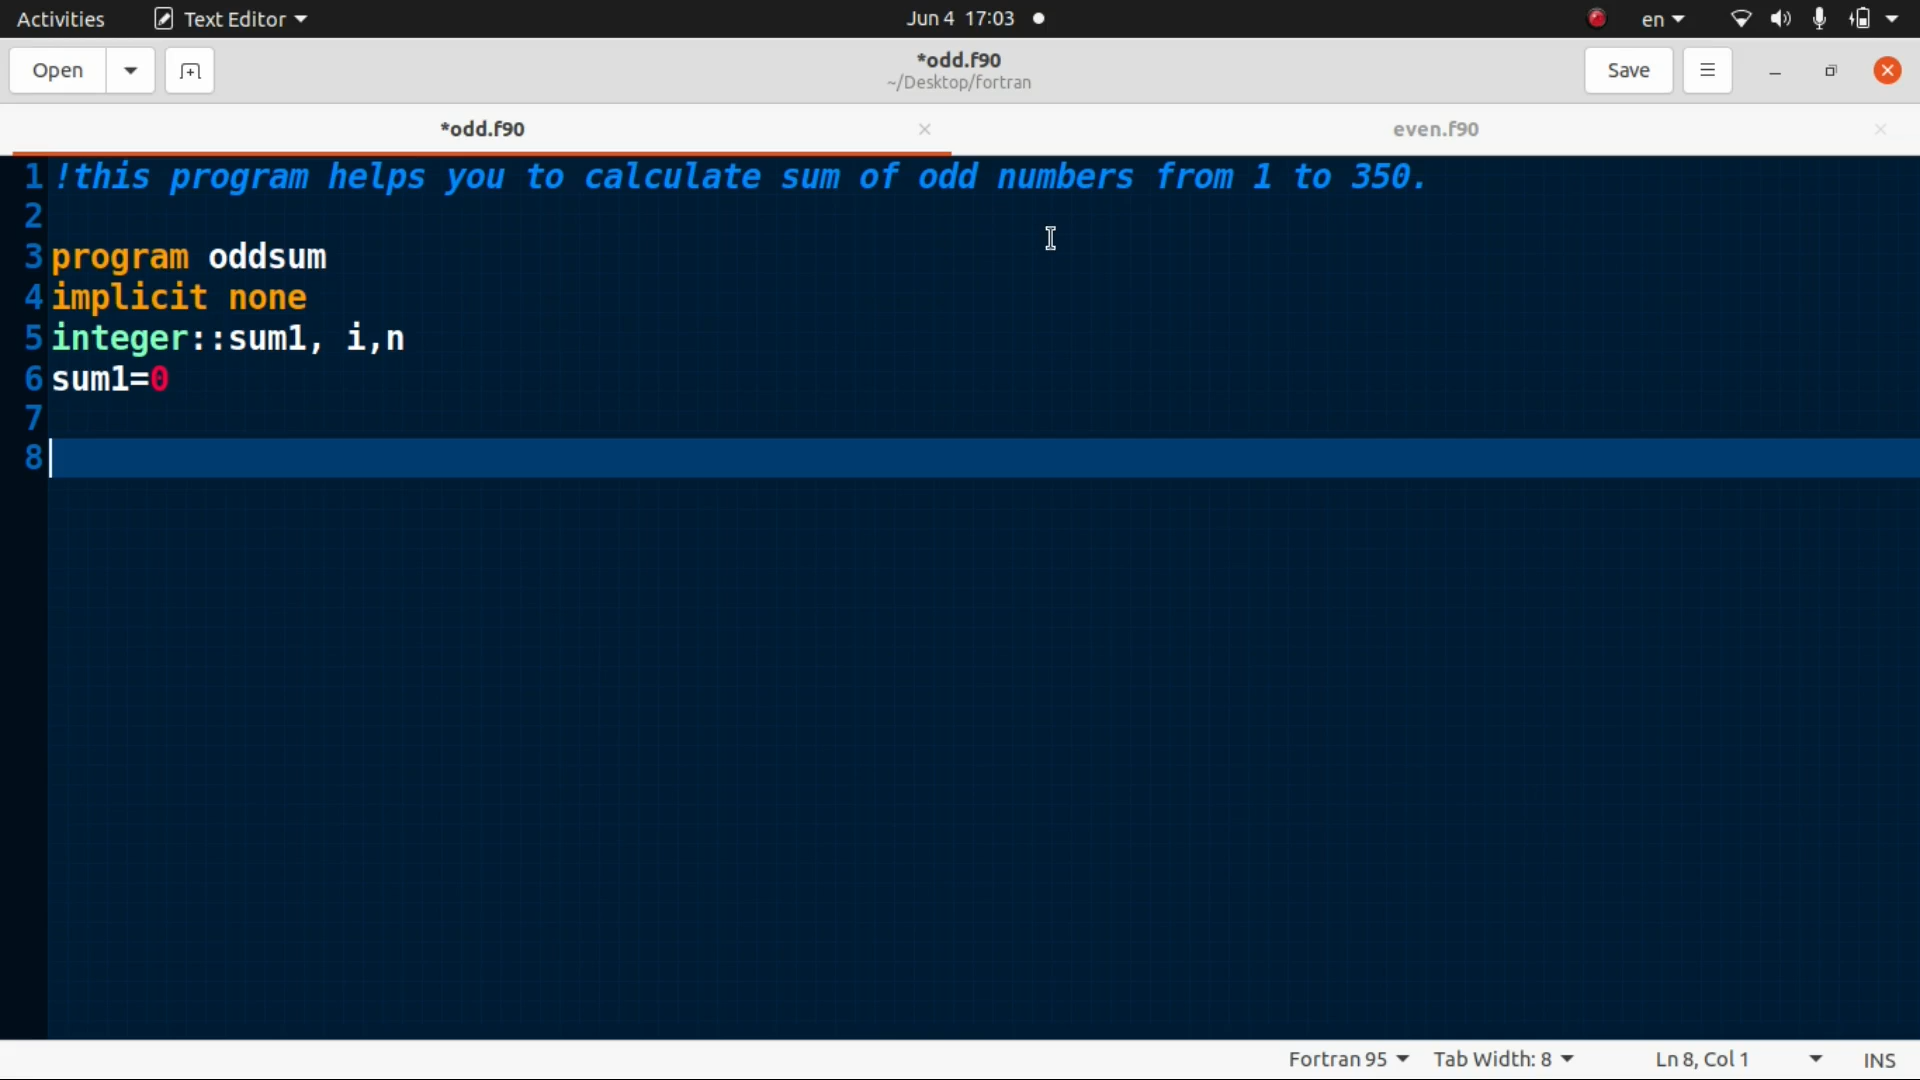 Activities Text Editor Jun 4 17:03 en
Open *odd.f90 Save
~/Desktop/fortran
*odd.f90 even.f90
1 !this program helps you to calculate sum of odd numbers from 1 to 350.
2
3 program oddsum
4 implicit none
5 integer::sum1, i,n
6 sum1=0
7
8
Fortran 95 Tab Width: 8 Ln 8, Col 1 INS